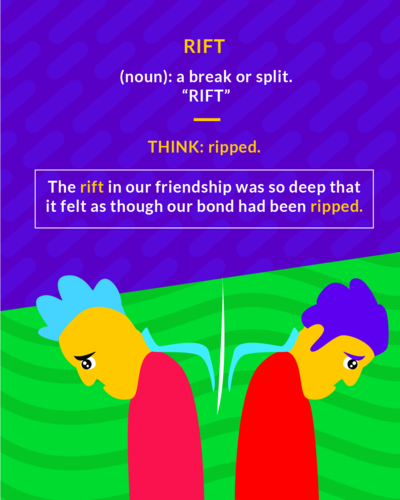 RIFT
(noun): a break or split.
“RIFT”
THINK: ripped.
The rift in our friendship was so deep that
it felt as though our bond had been ripped.